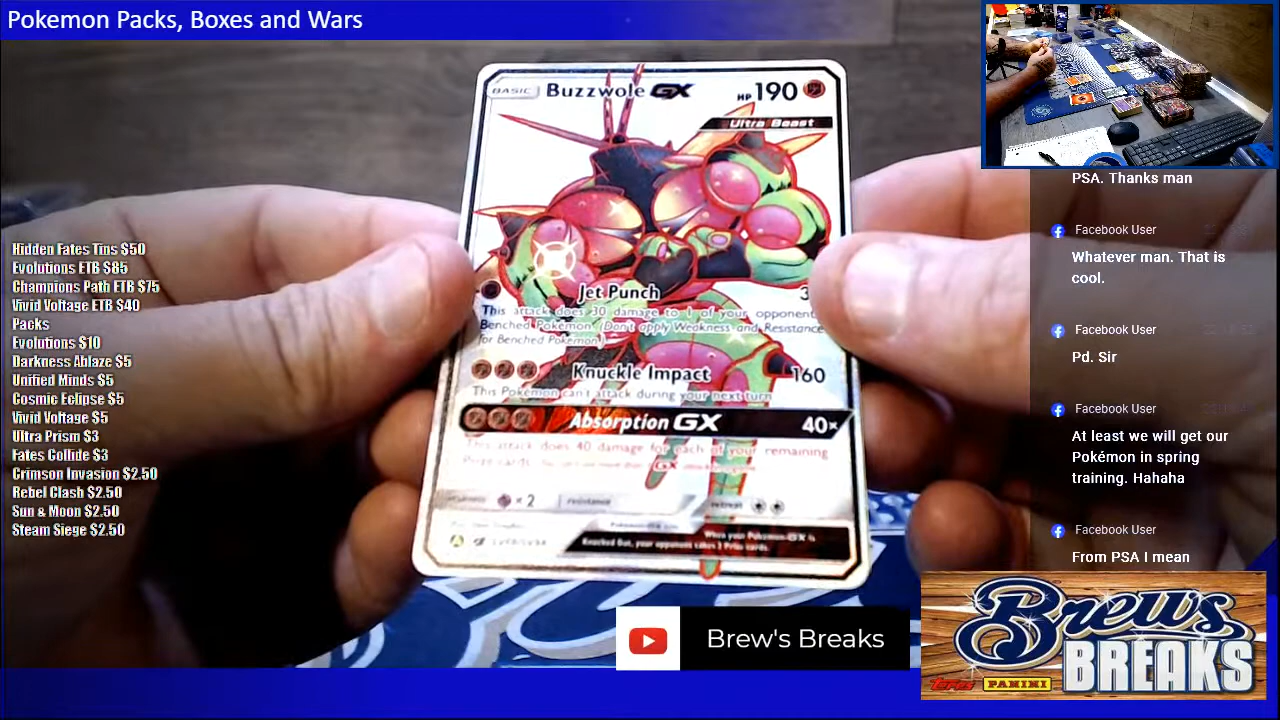 Pokemon Packs, Boxes and Wars
BASIC Buzzwole GX HP 190
Ultra Beast
Jet Punch 3
This attack does 30 damage to 1 of your opponent
Benched Pokémon. (Don't apply Weakness and Resistance
for Benched Pokémon.)
Knuckle Impact 160
This Pokémon can't attack during your next turn
Absorption GX 40×
This attack does 40 damage for each of your remaining
Prize cards.
× 2 resistance retreat
When your Pokémon-GX is
Knocked Out, your opponent takes 2 Prize cards.
Hidden Fates Tins $50
Evolutions ETB $85
Champions Path ETB $75
Vivid Voltage ETB $40
Packs
Evolutions $10
Darkness Ablaze $5
Unified Minds $5
Cosmic Eclipse $5
Vivid Voltage $5
Ultra Prism $3
Fates Collide $3
Crimson Invasion $2.50
Rebel Clash $2.50
Sun & Moon $2.50
Steam Siege $2.50
PSA. Thanks man
Facebook User
Whatever man. That is
cool.
Facebook User
Pd. Sir
Facebook User
At least we will get our
Pokémon in spring
training. Hahaha
Facebook User
From PSA I mean
Brew's Breaks
Brew's
BREAKS
topps PANINI